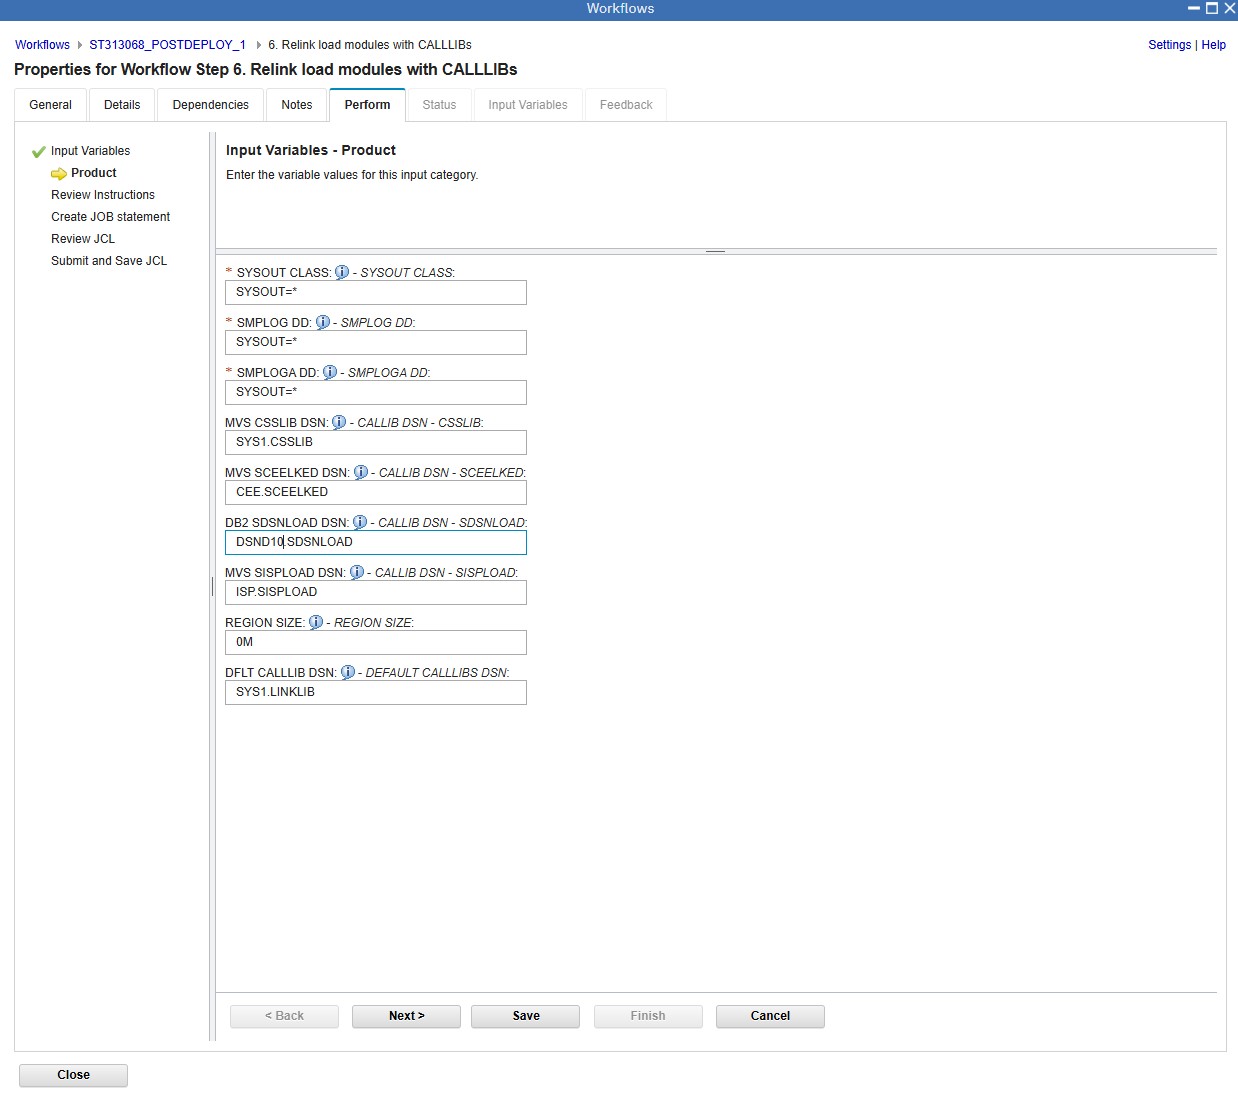 Workflows
Workflows ST313068_POSTDEPLOY_1 6. Relink load modules with CALLLIBs
Settings | Help
Properties for Workflow Step 6. Relink load modules with CALLLIBs
General Details Dependencies Notes Perform Status Input Variables Feedback
Input Variables
Product
Review Instructions
Create JOB statement
Review JCL
Submit and Save JCL
Input Variables - Product
Enter the variable values for this input category.
* SYSOUT CLASS: i - SYSOUT CLASS:
SYSOUT=*
* SMPLOG DD: i - SMPLOG DD:
SYSOUT=*
* SMPLOGA DD: i - SMPLOGA DD:
SYSOUT=*
MVS CSSLIB DSN: i - CALLIB DSN - CSSLIB:
SYS1.CSSLIB
MVS SCEELKED DSN: i - CALLIB DSN - SCEELKED:
CEE.SCEELKED
DB2 SDSNLOAD DSN: i - CALLIB DSN - SDSNLOAD:
DSND10.SDSNLOAD
MVS SISPLOAD DSN: i - CALLIB DSN - SISPLOAD:
ISP.SISPLOAD
REGION SIZE: i - REGION SIZE:
0M
DFLT CALLLIB DSN: i - DEFAULT CALLLIBS DSN:
SYS1.LINKLIB
< Back Next > Save Finish Cancel
Close